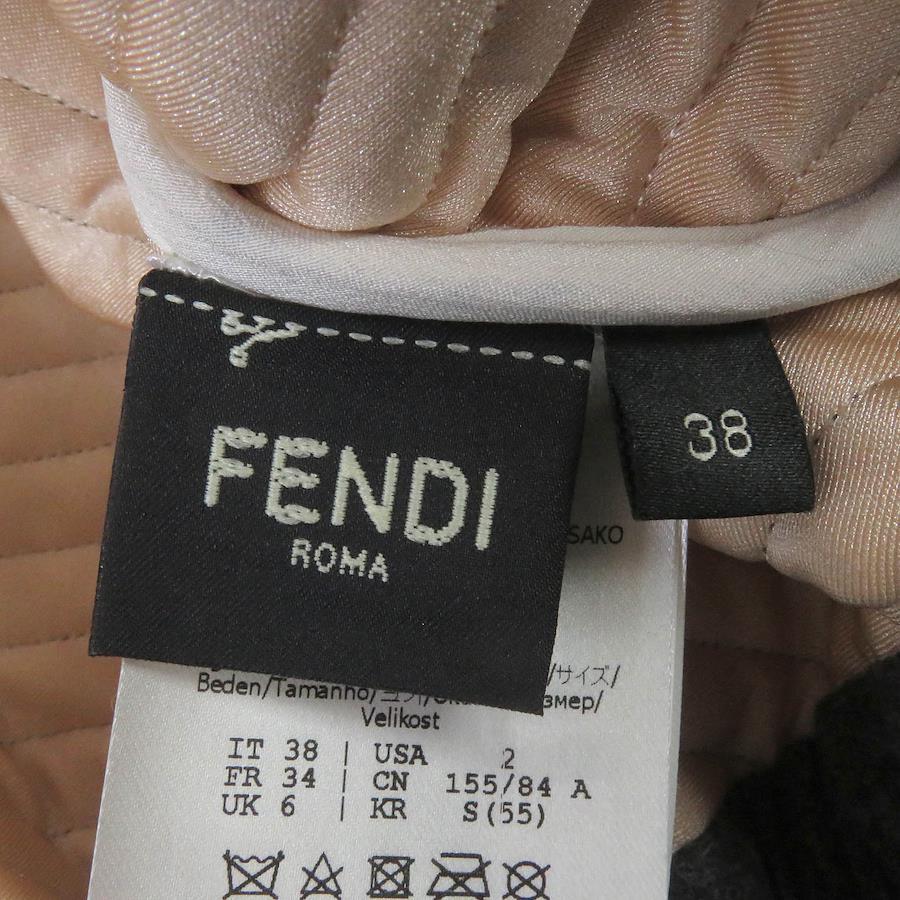 FENDI
ROMA
38
SAKO
/サイズ/
Beden/Tamanho/
Velikost
IT 38 | USA 2
FR 34 | CN 155/84 A
UK 6 | KR S(55)